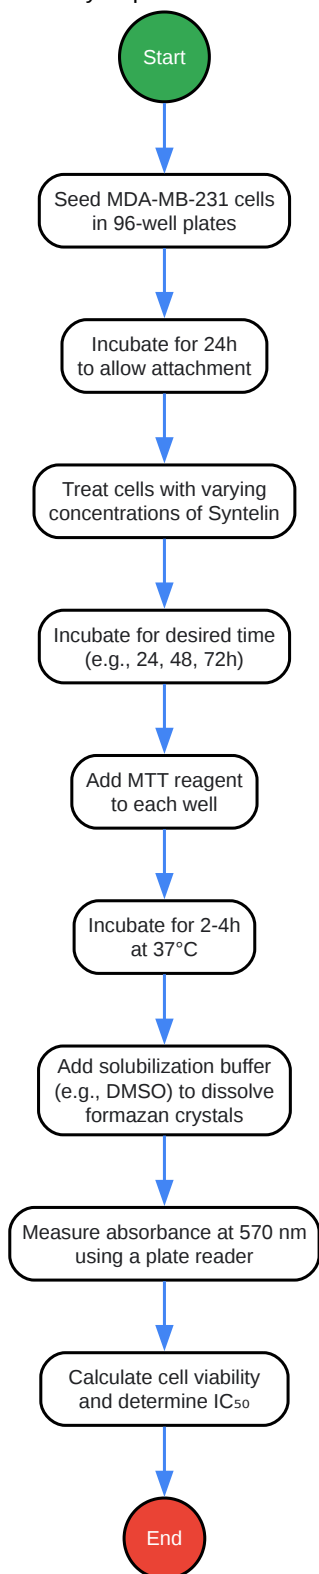 Start
Seed MDA-MB-231 cells
in 96-well plates
Incubate for 24h
to allow attachment
Treat cells with varying
concentrations of Syntelin
Incubate for desired time
(e.g., 24, 48, 72h)
Add MTT reagent
to each well
Incubate for 2-4h
at 37°C
Add solubilization buffer
(e.g., DMSO) to dissolve
formazan crystals
Measure absorbance at 570 nm
using a plate reader
Calculate cell viability
and determine IC₅₀
End